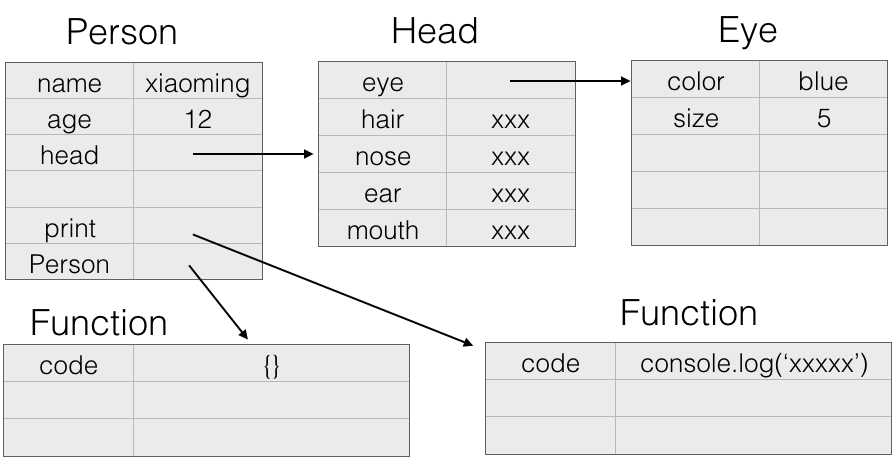 Person
name xiaoming
age 12
head
print
Person
Head
eye
hair xxx
nose xxx
ear xxx
mouth xxx
Eye
color blue
size 5
Function
code {}
Function
code console.log(‘xxxxx’)